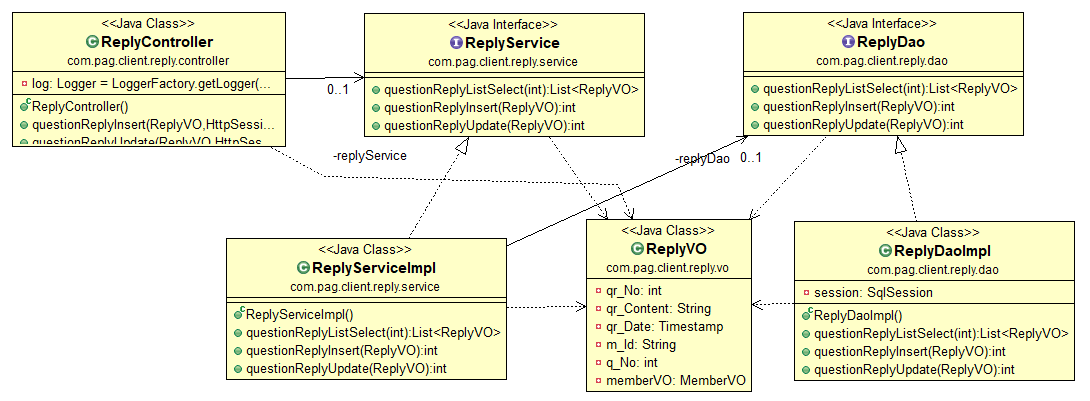 <<Java Class>>
ReplyController
com.pag.client.reply.controller
log: Logger = LoggerFactory.getLogger(...
ReplyController()
questionReplyInsert(ReplyVO,HttpSessi...
questionReplyUpdate(ReplyVO,HttpSes...
0..1
-replyService
<<Java Interface>>
ReplyService
com.pag.client.reply.service
questionReplyListSelect(int):List<ReplyVO>
questionReplyInsert(ReplyVO):int
questionReplyUpdate(ReplyVO):int
<<Java Interface>>
ReplyDao
com.pag.client.reply.dao
questionReplyListSelect(int):List<ReplyVO>
questionReplyInsert(ReplyVO):int
questionReplyUpdate(ReplyVO):int
-replyDao
0..1
<<Java Class>>
ReplyServiceImpl
com.pag.client.reply.service
ReplyServiceImpl()
questionReplyListSelect(int):List<ReplyVO>
questionReplyInsert(ReplyVO):int
questionReplyUpdate(ReplyVO):int
<<Java Class>>
ReplyVO
com.pag.client.reply.vo
qr_No: int
qr_Content: String
qr_Date: Timestamp
m_Id: String
q_No: int
memberVO: MemberVO
<<Java Class>>
ReplyDaoImpl
com.pag.client.reply.dao
session: SqlSession
ReplyDaoImpl()
questionReplyListSelect(int):List<ReplyVO>
questionReplyInsert(ReplyVO):int
questionReplyUpdate(ReplyVO):int